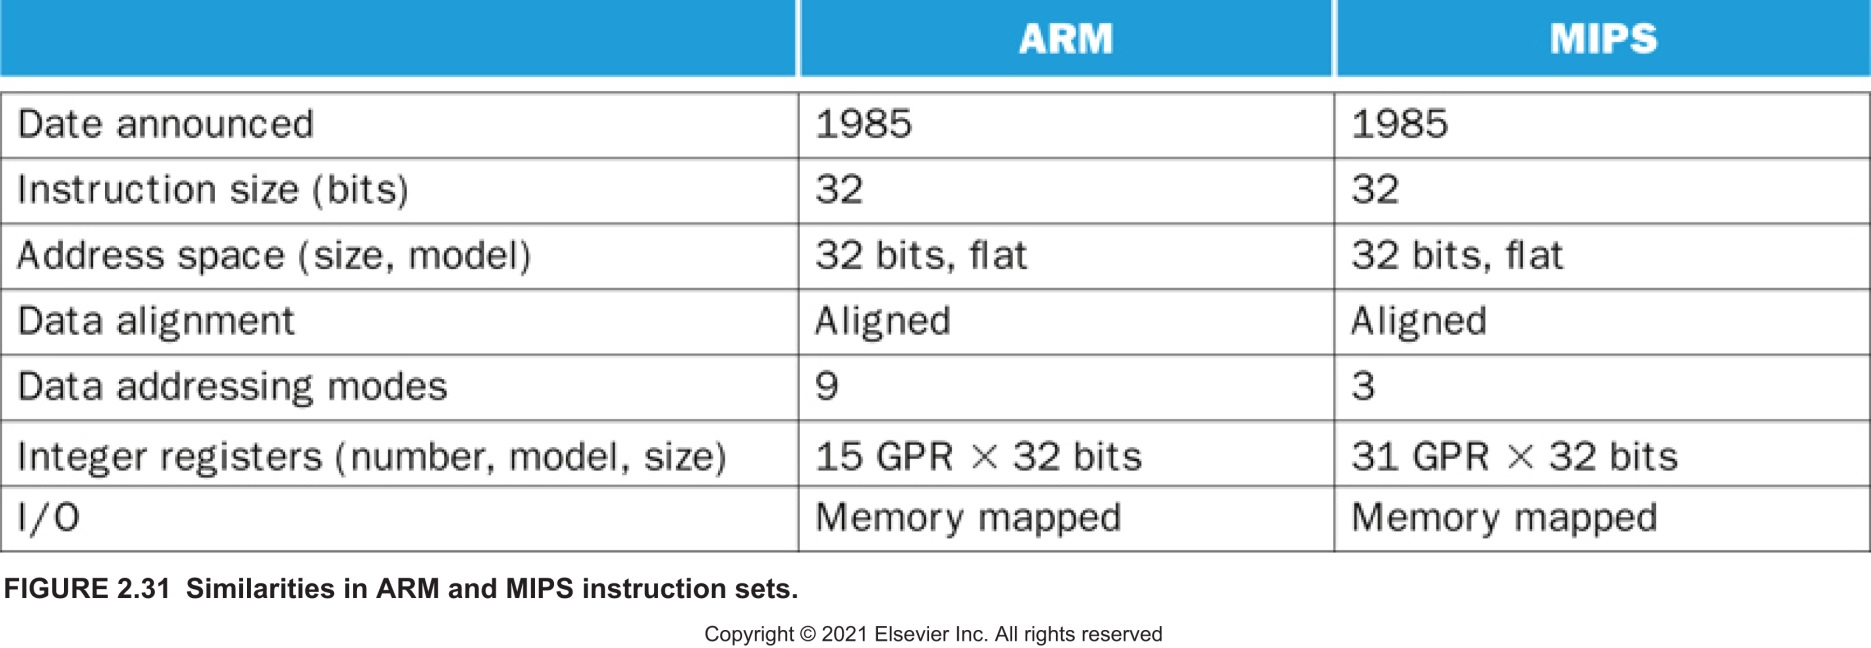 ARM MIPS
Date announced 1985 1985
Instruction size (bits) 32 32
Address space (size, model) 32 bits, flat 32 bits, flat
Data alignment Aligned Aligned
Data addressing modes 9 3
Integer registers (number, model, size) 15 GPR × 32 bits 31 GPR × 32 bits
I/O Memory mapped Memory mapped
FIGURE 2.31 Similarities in ARM and MIPS instruction sets.
Copyright © 2021 Elsevier Inc. All rights reserved